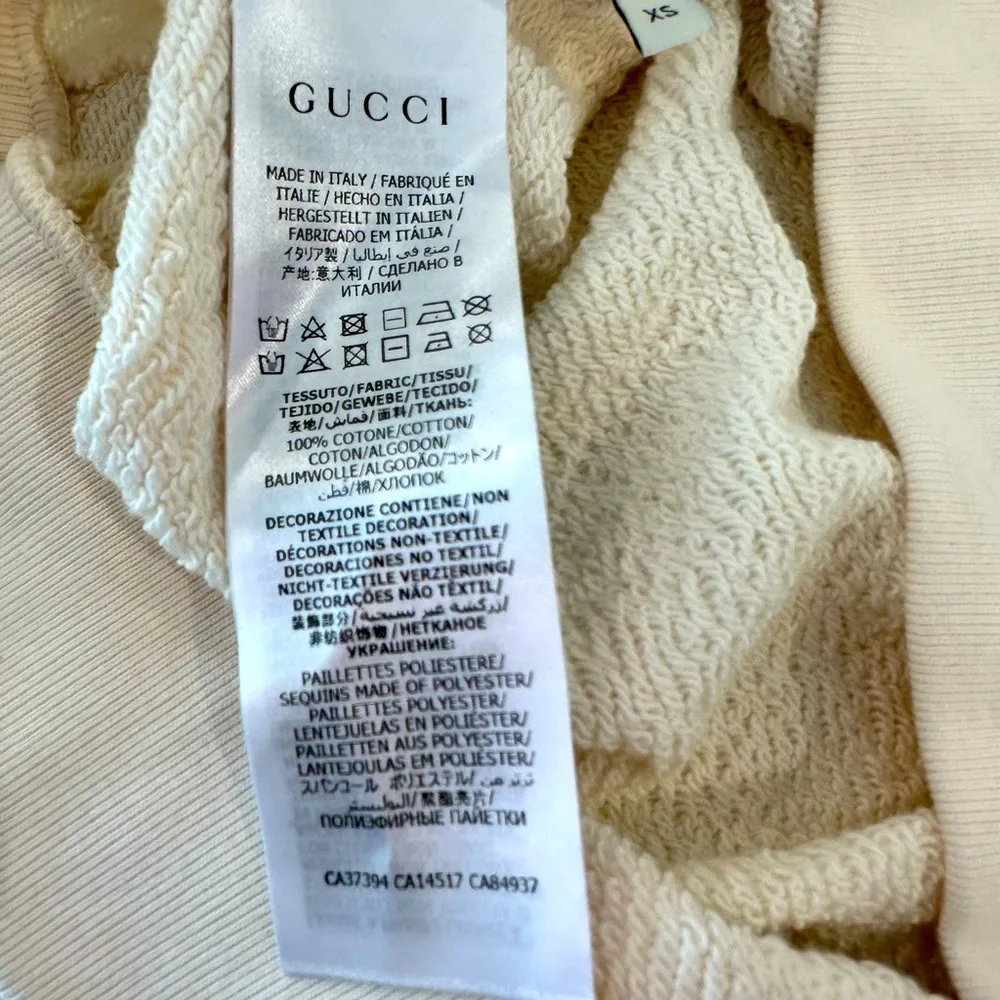 XS
GUCCI
MADE IN ITALY / FABRIQUÉ EN
ITALIE / HECHO EN ITALIA /
HERGESTELLT IN ITALIEN /
FABRICADO EM ITÁLIA /
イタリア製 / صنع في إيطاليا /
产地:意大利 / СДЕЛАНО В
ИТАЛИИ
TESSUTO/FABRIC/TISSU/
TEJIDO/GEWEBE/TECIDO/
表地/قماش/面料/ТКАНЬ:
100% COTONE/COTTON/
COTON/ALGODON/
BAUMWOLLE/ALGODÃO/コットン/
قطن/棉/ХЛОПОК
DECORAZIONE CONTIENE/NON
TEXTILE DECORATION/
DÉCORATIONS NON-TEXTILE/
DECORACIONES NO TEXTIL/
NICHT-TEXTILE VERZIERUNG/
DECORAÇÕES NÃO TÊXTIL/
装飾部分/زركشة غير نسيجية/
非纺织饰物/НЕТКАНОЕ
УКРАШЕНИЕ:
PAILLETTES POLIESTERE/
SEQUINS MADE OF POLYESTER/
PAILLETTES POLYESTER/
LENTEJUELAS EN POLIÉSTER/
PAILLETTEN AUS POLYESTER/
LANTEJOULAS EM POLIÉSTER/
スパンコール ポリエステル/ ترتر من
البوليستر/聚酯亮片/
ПОЛИЭФИРНЫЕ ПАЙЕТКИ
CA37394 CA14517 CA84937